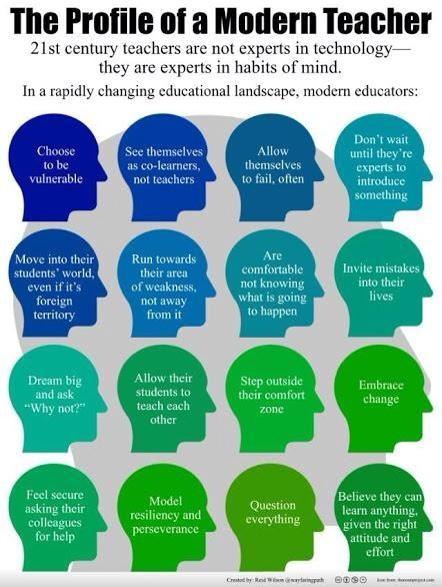 The Profile of a Modern Teacher
21st century teachers are not experts in technology—
they are experts in habits of mind.
In a rapidly changing educational landscape, modern educators:
Choose
to be
vulnerable
See themselves
as co-learners,
not teachers
Allow
themselves
to fail, often
Don't wait
until they're
experts to
introduce
something
Move into their
students' world,
even if it's
foreign
territory
Run towards
their area
of weakness,
not away
from it
Are
comfortable
not knowing
what is going
to happen
Invite mistakes
into their
lives
Dream big
and ask
"Why not?"
Allow their
students to
teach each
other
Step outside
their comfort
zone
Embrace
change
Feel secure
asking their
colleagues
for help
Model
resiliency and
perseverance
Question
everything
Believe they can
learn anything,
given the right
attitude and
effort
Created by: Reid Wilson @wayfaringpath